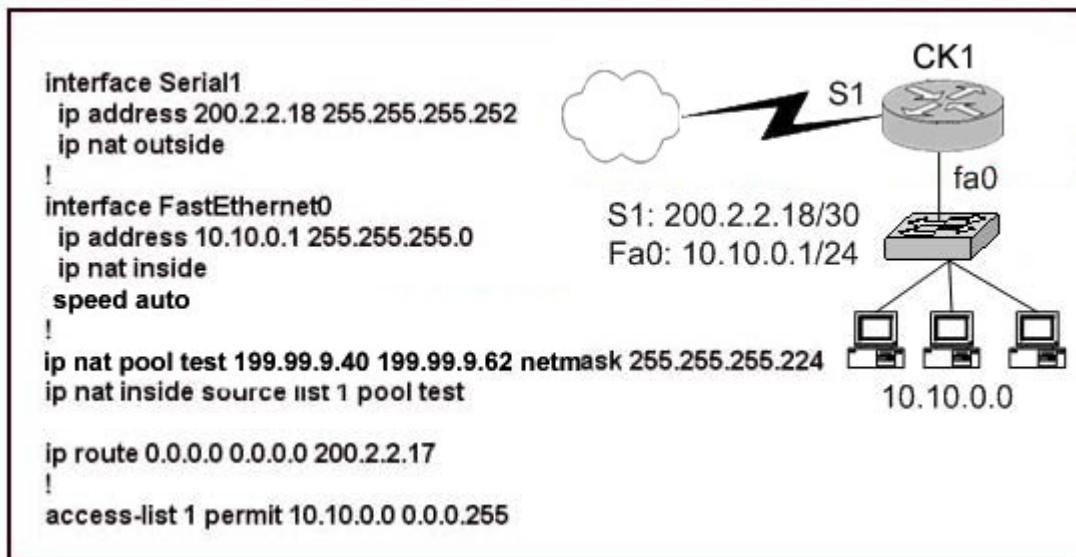 interface Serial1
ip address 200.2.2.18 255.255.255.252
ip nat outside
!
interface FastEthernet0
ip address 10.10.0.1 255.255.255.0
ip nat inside
speed auto
!
ip nat pool test 199.99.9.40 199.99.9.62 netmask 255.255.255.224
ip nat inside source list 1 pool test
ip route 0.0.0.0 0.0.0.0 200.2.2.17
!
access-list 1 permit 10.10.0.0 0.0.0.255
CK1
S1
fa0
S1: 200.2.2.18/30
Fa0: 10.10.0.1/24
10.10.0.0